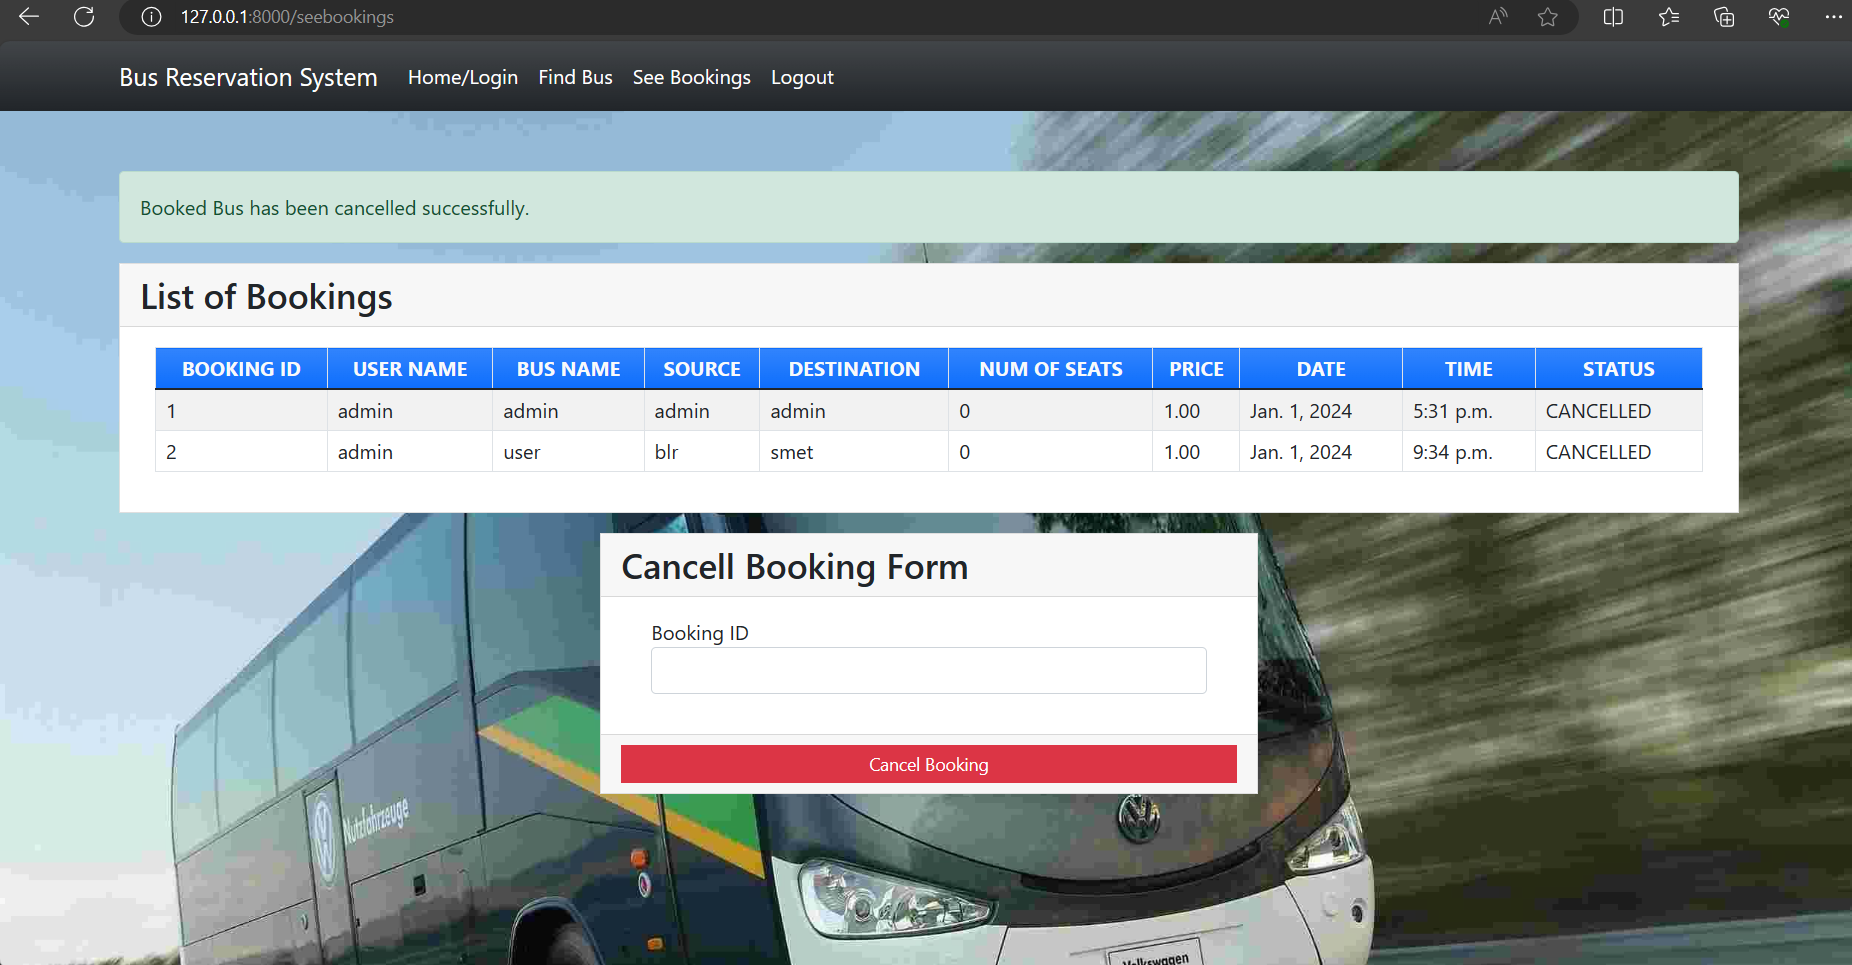 127.0.0.1:8000/seebookings
Bus Reservation System Home/Login Find Bus See Bookings Logout
Booked Bus has been cancelled successfully.
List of Bookings
BOOKING ID USER NAME BUS NAME SOURCE DESTINATION NUM OF SEATS PRICE DATE TIME STATUS
1 admin admin admin admin 0 1.00 Jan. 1, 2024 5:31 p.m. CANCELLED
2 admin user blr smet 0 1.00 Jan. 1, 2024 9:34 p.m. CANCELLED
Cancell Booking Form
Booking ID
Cancel Booking
Nutzfahrzeuge
Volkswagen